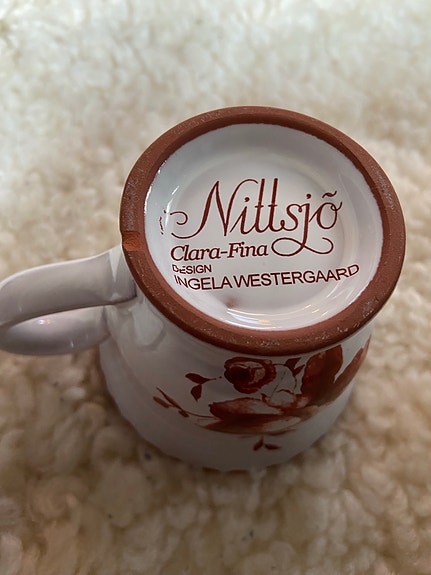 Nittsjö
Clara-Fina
DESIGN
INGELA WESTERGAARD